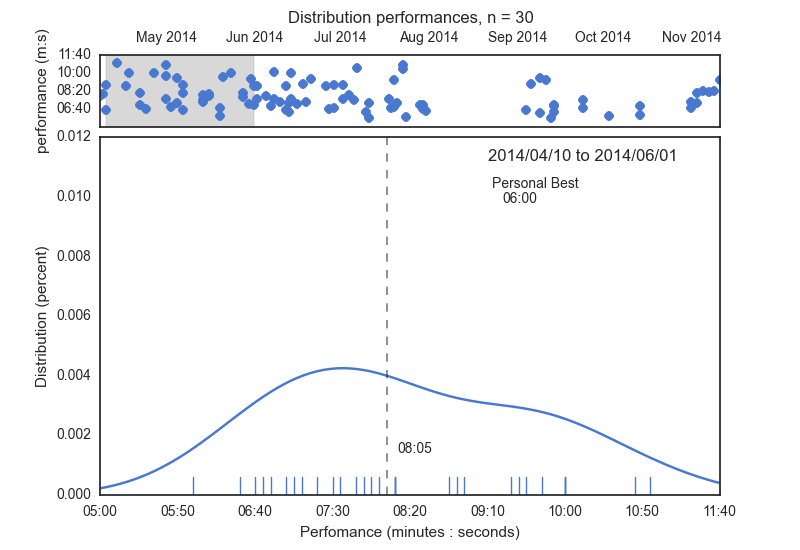 Distribution performances, n = 30
May 2014 Jun 2014 Jul 2014 Aug 2014 Sep 2014 Oct 2014 Nov 2014
performance (m:s)
11:40
10:00
08:20
06:40
Distribution (percent)
0.012
0.010
0.008
0.006
0.004
0.002
0.000
2014/04/10 to 2014/06/01
Personal Best
06:00
08:05
05:00 05:50 06:40 07:30 08:20 09:10 10:00 10:50 11:40
Perfomance (minutes : seconds)